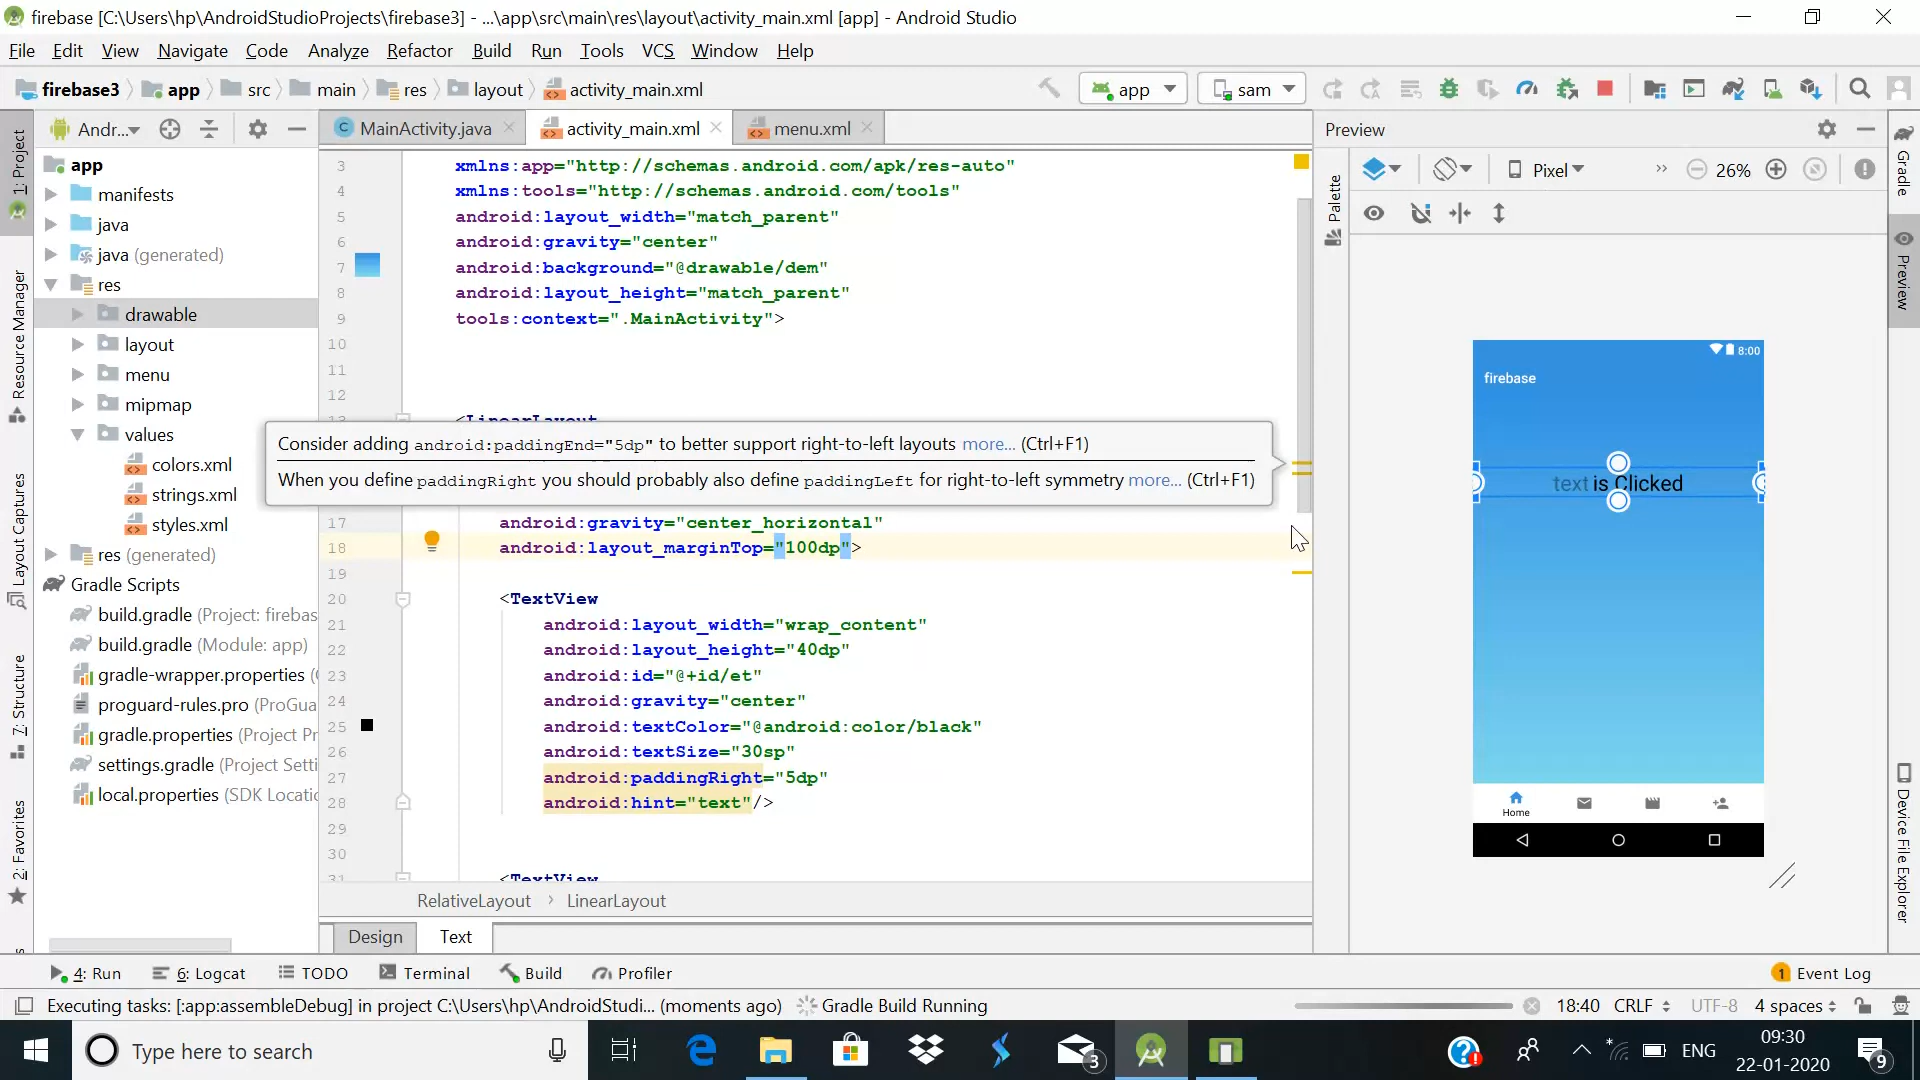 firebase [C:\Users\hp\AndroidStudioProjects\firebase3] - ...\app\src\main\res\layout\activity_main.xml [app] - Android Studio
File Edit View Navigate Code Analyze Refactor Build Run Tools VCS Window Help
firebase3 app src main res layout activity_main.xml
app
sam
Andr...
MainActivity.java
activity_main.xml
menu.xml
Preview
1: Project
Resource Manager
Layout Captures
7: Structure
2: Favorites
app
manifests
java
java (generated)
res
drawable
layout
menu
mipmap
values
colors.xml
strings.xml
styles.xml
res (generated)
Gradle Scripts
build.gradle (Project: firebas
build.gradle (Module: app)
gradle-wrapper.properties (
proguard-rules.pro (ProGua
gradle.properties (Project Pr
settings.gradle (Project Setti
local.properties (SDK Locatio
3 xmlns:app="http://schemas.android.com/apk/res-auto"
4 xmlns:tools="http://schemas.android.com/tools"
5 android:layout_width="match_parent"
6 android:gravity="center"
7 android:background="@drawable/dem"
8 android:layout_height="match_parent"
9 tools:context=".MainActivity">
10
11
12
13 <LinearLayout
Consider adding android:paddingEnd="5dp" to better support right-to-left layouts more... (Ctrl+F1)
When you define paddingRight you should probably also define paddingLeft for right-to-left symmetry more... (Ctrl+F1)
17 android:gravity="center_horizontal"
18 android:layout_marginTop="100dp">
19
20 <TextView
21 android:layout_width="wrap_content"
22 android:layout_height="40dp"
23 android:id="@+id/et"
24 android:gravity="center"
25 android:textColor="@android:color/black"
26 android:textSize="30sp"
27 android:paddingRight="5dp"
28 android:hint="text"/>
29
30
31 <TextView
RelativeLayout › LinearLayout
Design Text
Palette
Pixel
26%
8:00
firebase
text is Clicked
Home
Gradle
Preview
Device File Explorer
4: Run 6: Logcat TODO Terminal Build Profiler
1 Event Log
Executing tasks: [:app:assembleDebug] in project C:\Users\hp\AndroidStudi... (moments ago) Gradle Build Running
18:40 CRLF UTF-8 4 spaces
Type here to search
3
ENG
09:30
22-01-2020
9